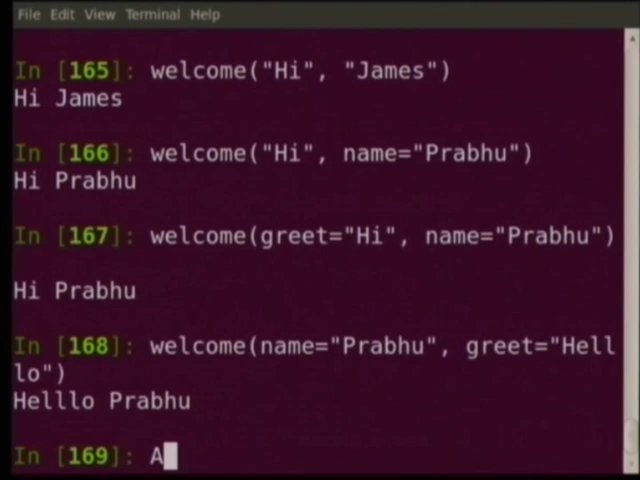 File Edit View Terminal Help
In [165]: welcome("Hi", "James")
Hi James
In [166]: welcome("Hi", name="Prabhu")
Hi Prabhu
In [167]: welcome(greet="Hi", name="Prabhu")
Hi Prabhu
In [168]: welcome(name="Prabhu", greet="Hell
lo")
Helllo Prabhu
In [169]: A